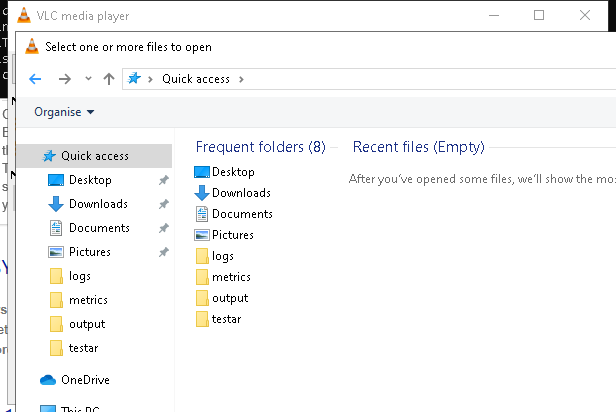 VLC media player
Select one or more files to open
Quick access
Organise
Quick access
Desktop
Downloads
Documents
Pictures
logs
metrics
output
testar
OneDrive
This PC
Frequent folders (8)
Desktop
Downloads
Documents
Pictures
logs
metrics
output
testar
Recent files (Empty)
After you've opened some files, we'll show the mos